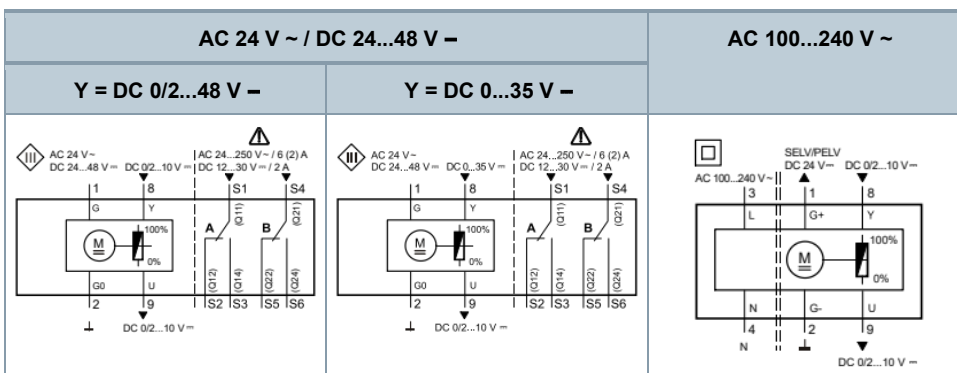 AC 24 V ~ / DC 24...48 V ⎓
AC 100...240 V ~
Y = DC 0/2...48 V ⎓
Y = DC 0...35 V ⎓
III
AC 24 V~
DC 24...48 V⎓
DC 0/2...10 V⎓
AC 24...250 V~ / 6 (2) A
DC 12...30 V⎓ / 2 A
1
8
S1
S4
G
Y
A
(Q11)
B
(Q21)
M
100%
0%
(Q12)
(Q14)
(Q22)
(Q24)
G0
U
2
9
S2
S3
S5
S6
⊥
DC 0/2...10 V⎓
III
AC 24 V~
DC 24...48 V⎓
DC 0...35 V⎓
AC 24...250 V~ / 6 (2) A
DC 12...30 V⎓ / 2 A
1
8
S1
S4
G
Y
A
(Q11)
B
(Q21)
M
100%
0%
(Q12)
(Q14)
(Q22)
(Q24)
G0
U
2
9
S2
S3
S5
S6
⊥
DC 0/2...10 V⎓
SELV/PELV
DC 24 V⎓
DC 0/2...10 V⎓
AC 100...240 V~
3
1
8
L
G+
Y
M
100%
0%
N
G-
U
4
2
9
N
⊥
DC 0/2...10 V⎓